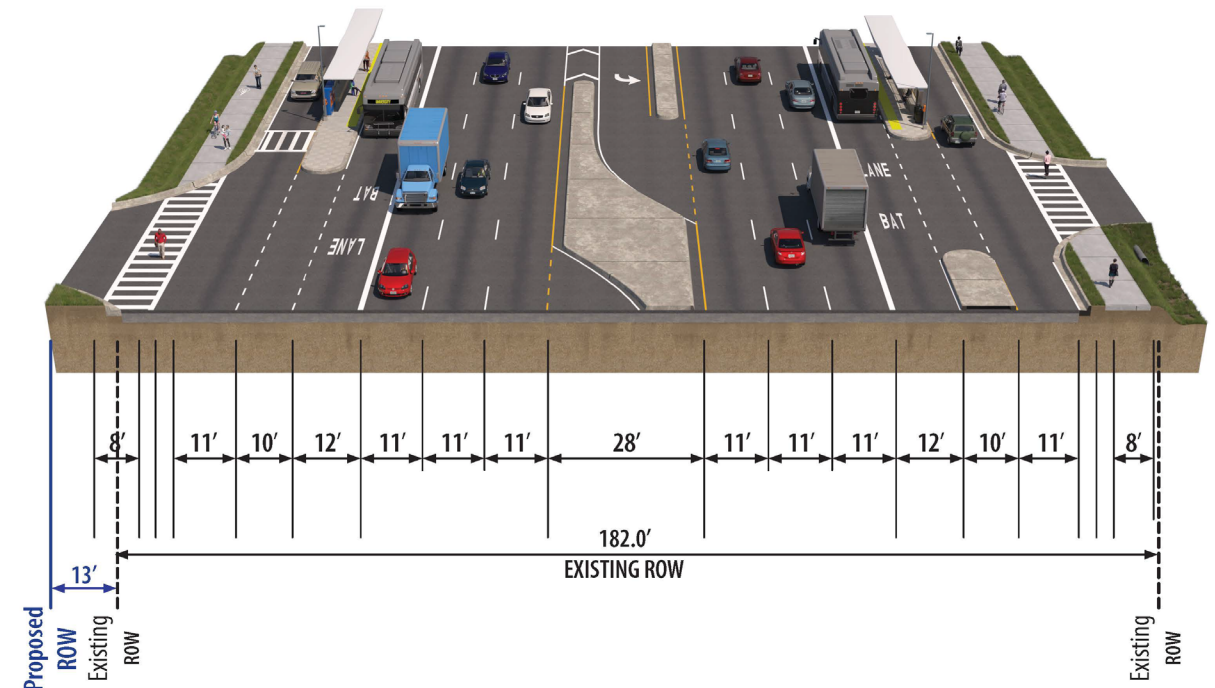 BAT
LANE
LANE
BAT
8′
11′
10′
12′
11′
11′
11′
28′
11′
11′
11′
12′
10′
11′
8′
182.0′
EXISTING ROW
13′
Proposed
ROW
Existing
ROW
Existing
ROW